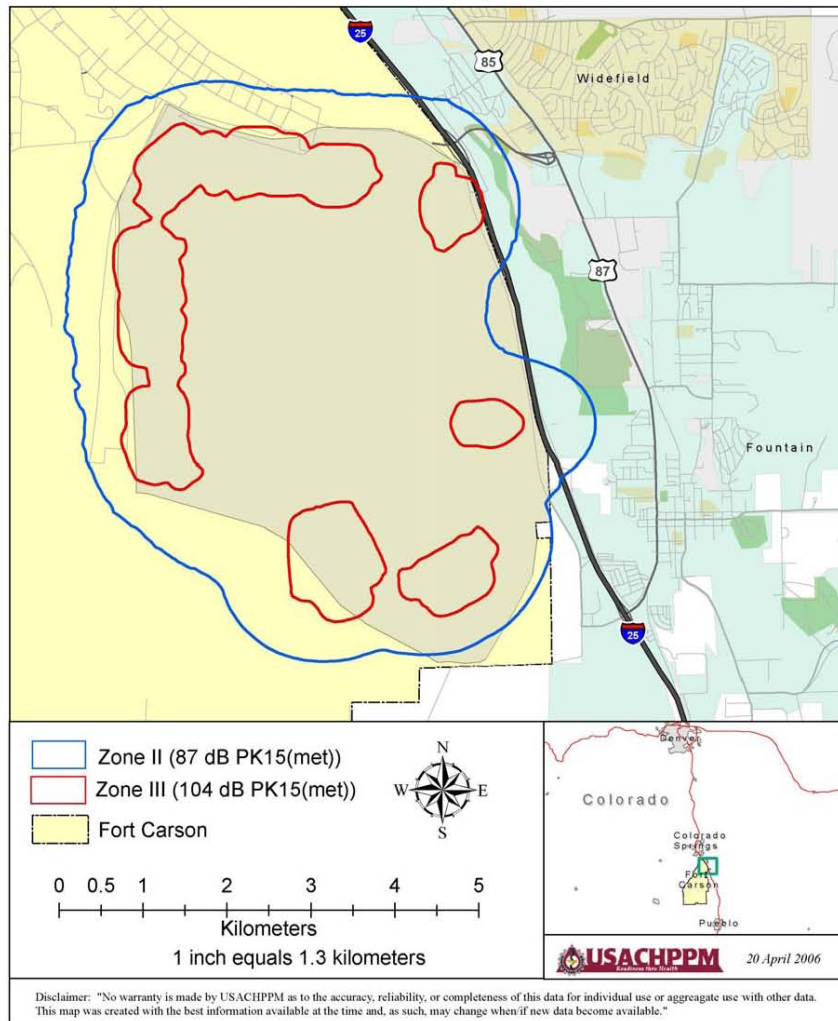 25
85
Widefield
87
Fountain
25
Zone II (87 dB PK15(met))
Zone III (104 dB PK15(met))
Fort Carson
N
W E
S
0 0.5 1 2 3 4 5
Kilometers
1 inch equals 1.3 kilometers
Denver
Colorado
Colorado
Springs
Fort
Carson
Pueblo
USACHPPM
Readiness thru Health
20 April 2006
Disclaimer: "No warranty is made by USACHPPM as to the accuracy, reliability, or completeness of this data for individual use or aggreagate use with other data.
This map was created with the best information available at the time and, as such, may change when/if new data become available."